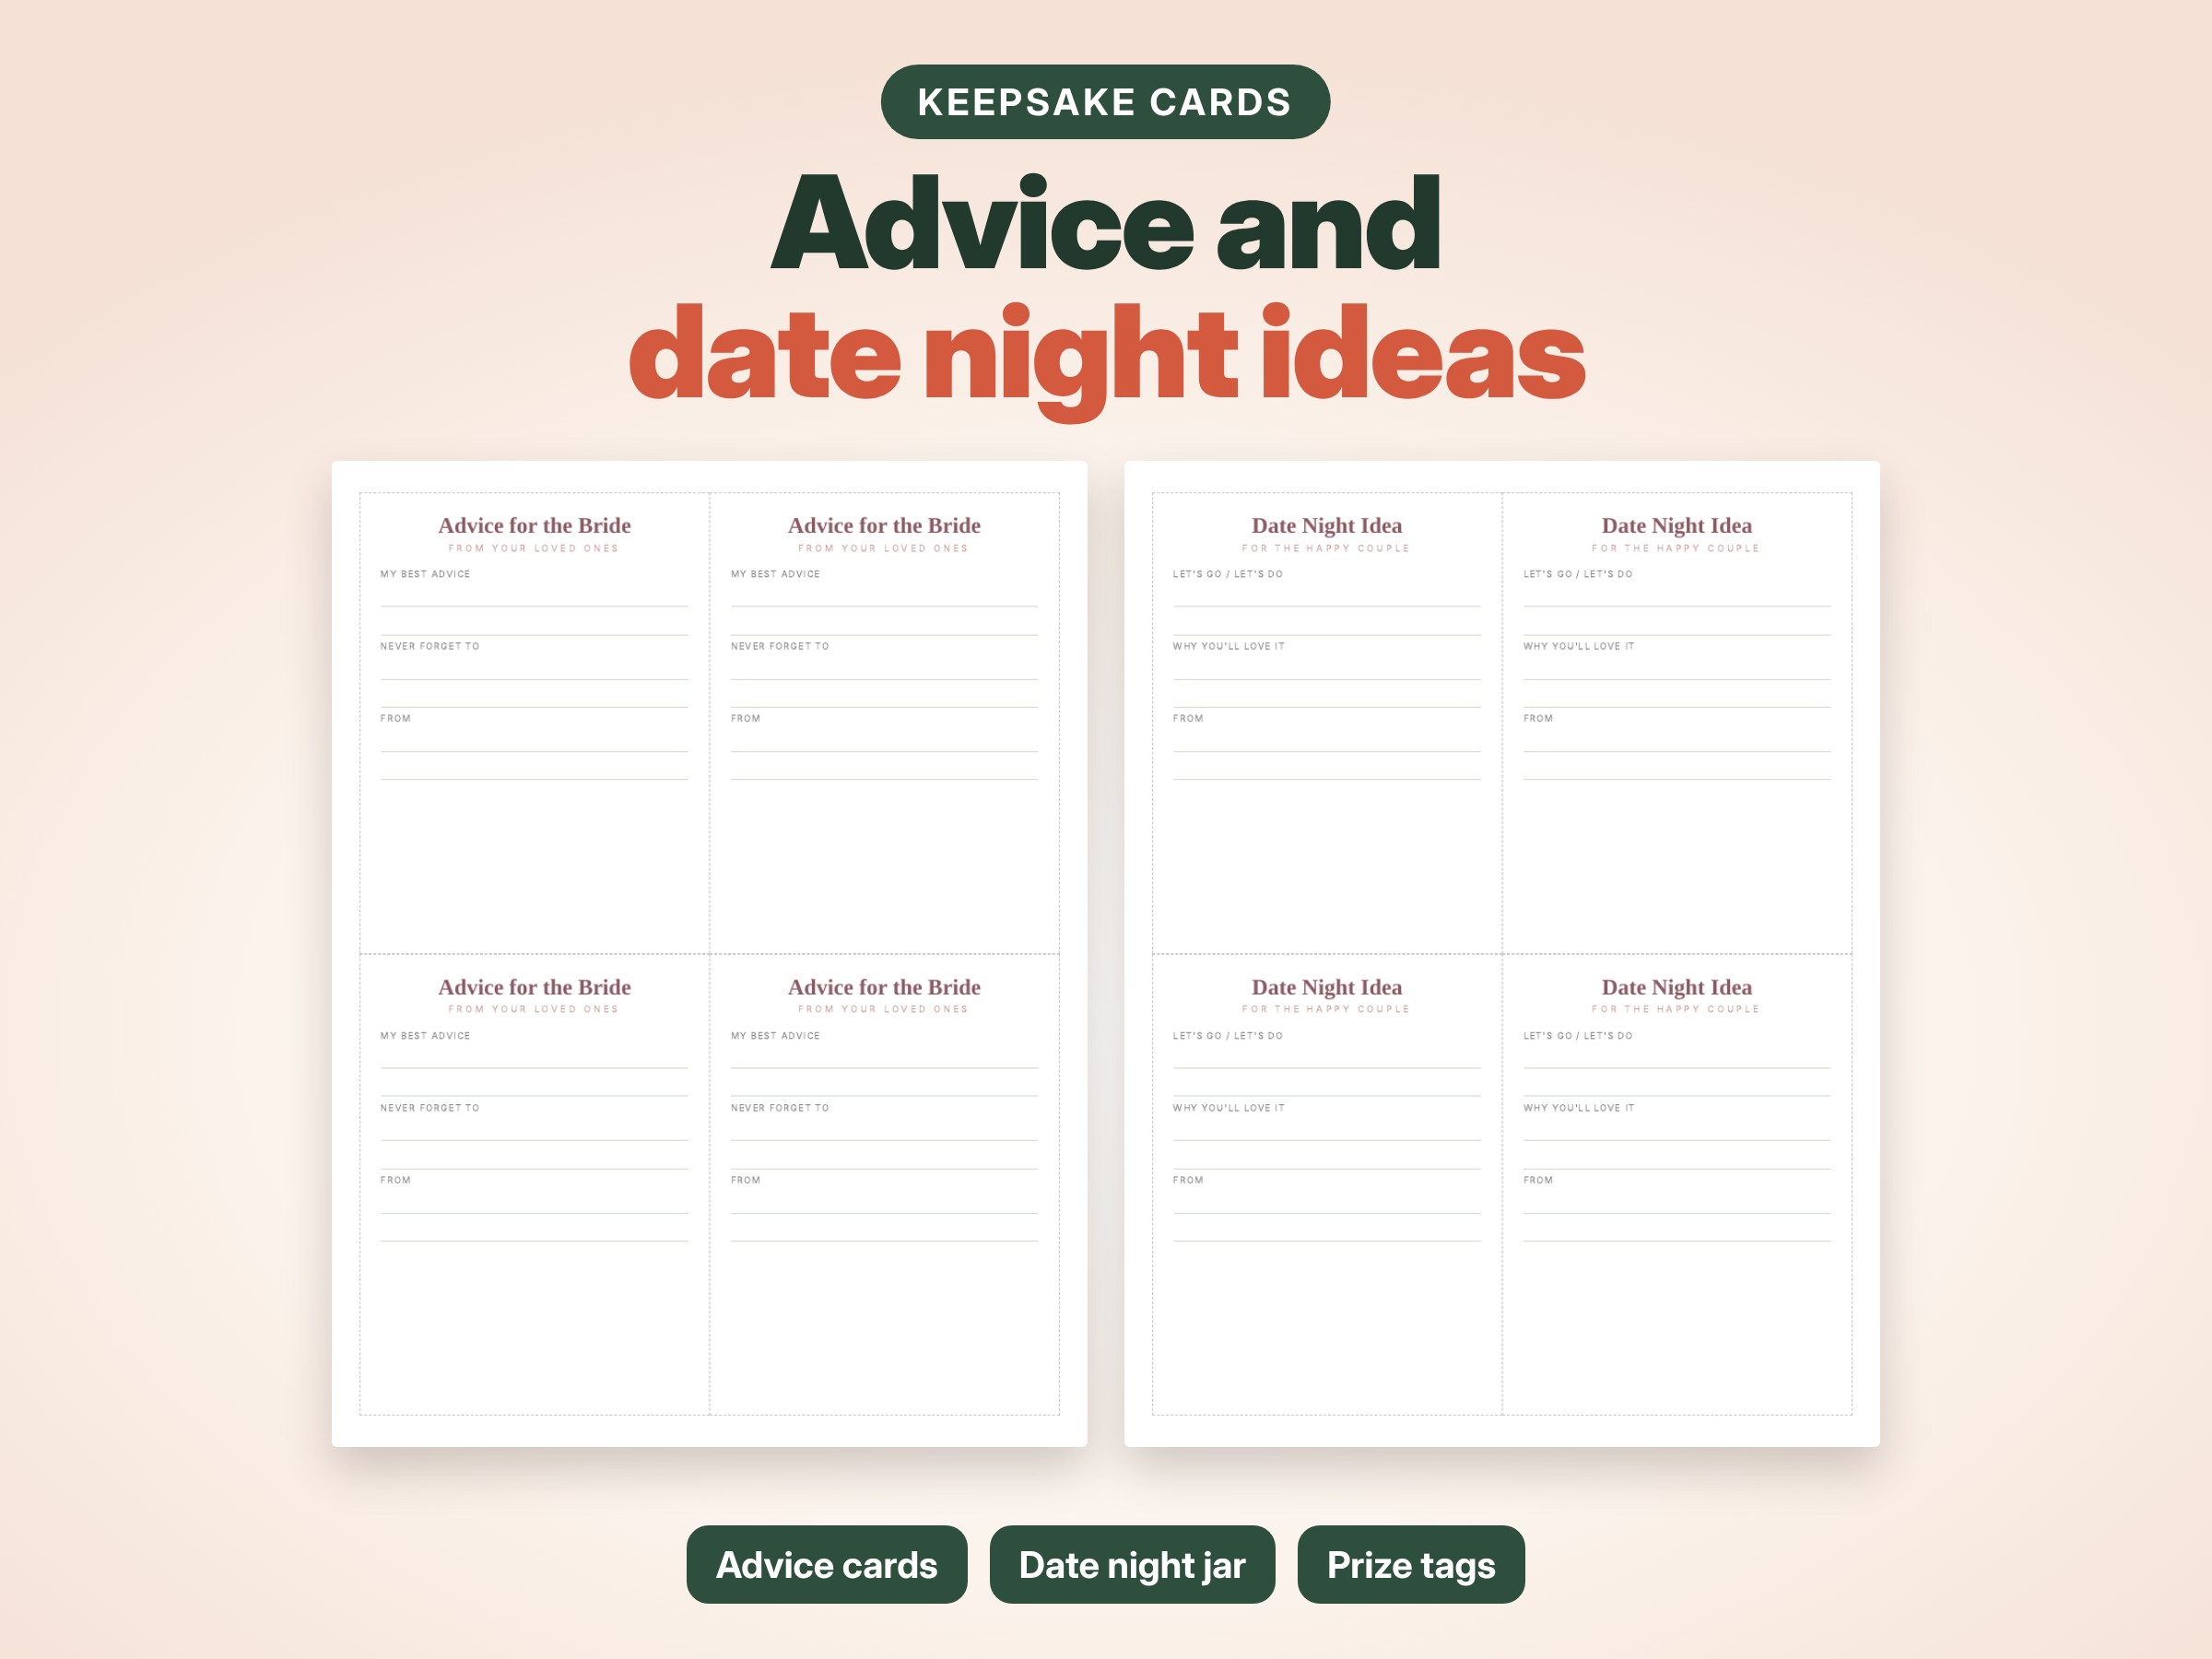 KEEPSAKE CARDS
Advice and
date night ideas
Advice for the Bride
FROM YOUR LOVED ONES
MY BEST ADVICE
NEVER FORGET TO
FROM
Advice for the Bride
FROM YOUR LOVED ONES
MY BEST ADVICE
NEVER FORGET TO
FROM
Advice for the Bride
FROM YOUR LOVED ONES
MY BEST ADVICE
NEVER FORGET TO
FROM
Advice for the Bride
FROM YOUR LOVED ONES
MY BEST ADVICE
NEVER FORGET TO
FROM
Date Night Idea
FOR THE HAPPY COUPLE
LET'S GO / LET'S DO
WHY YOU'LL LOVE IT
FROM
Date Night Idea
FOR THE HAPPY COUPLE
LET'S GO / LET'S DO
WHY YOU'LL LOVE IT
FROM
Date Night Idea
FOR THE HAPPY COUPLE
LET'S GO / LET'S DO
WHY YOU'LL LOVE IT
FROM
Date Night Idea
FOR THE HAPPY COUPLE
LET'S GO / LET'S DO
WHY YOU'LL LOVE IT
FROM
Advice cards
Date night jar
Prize tags